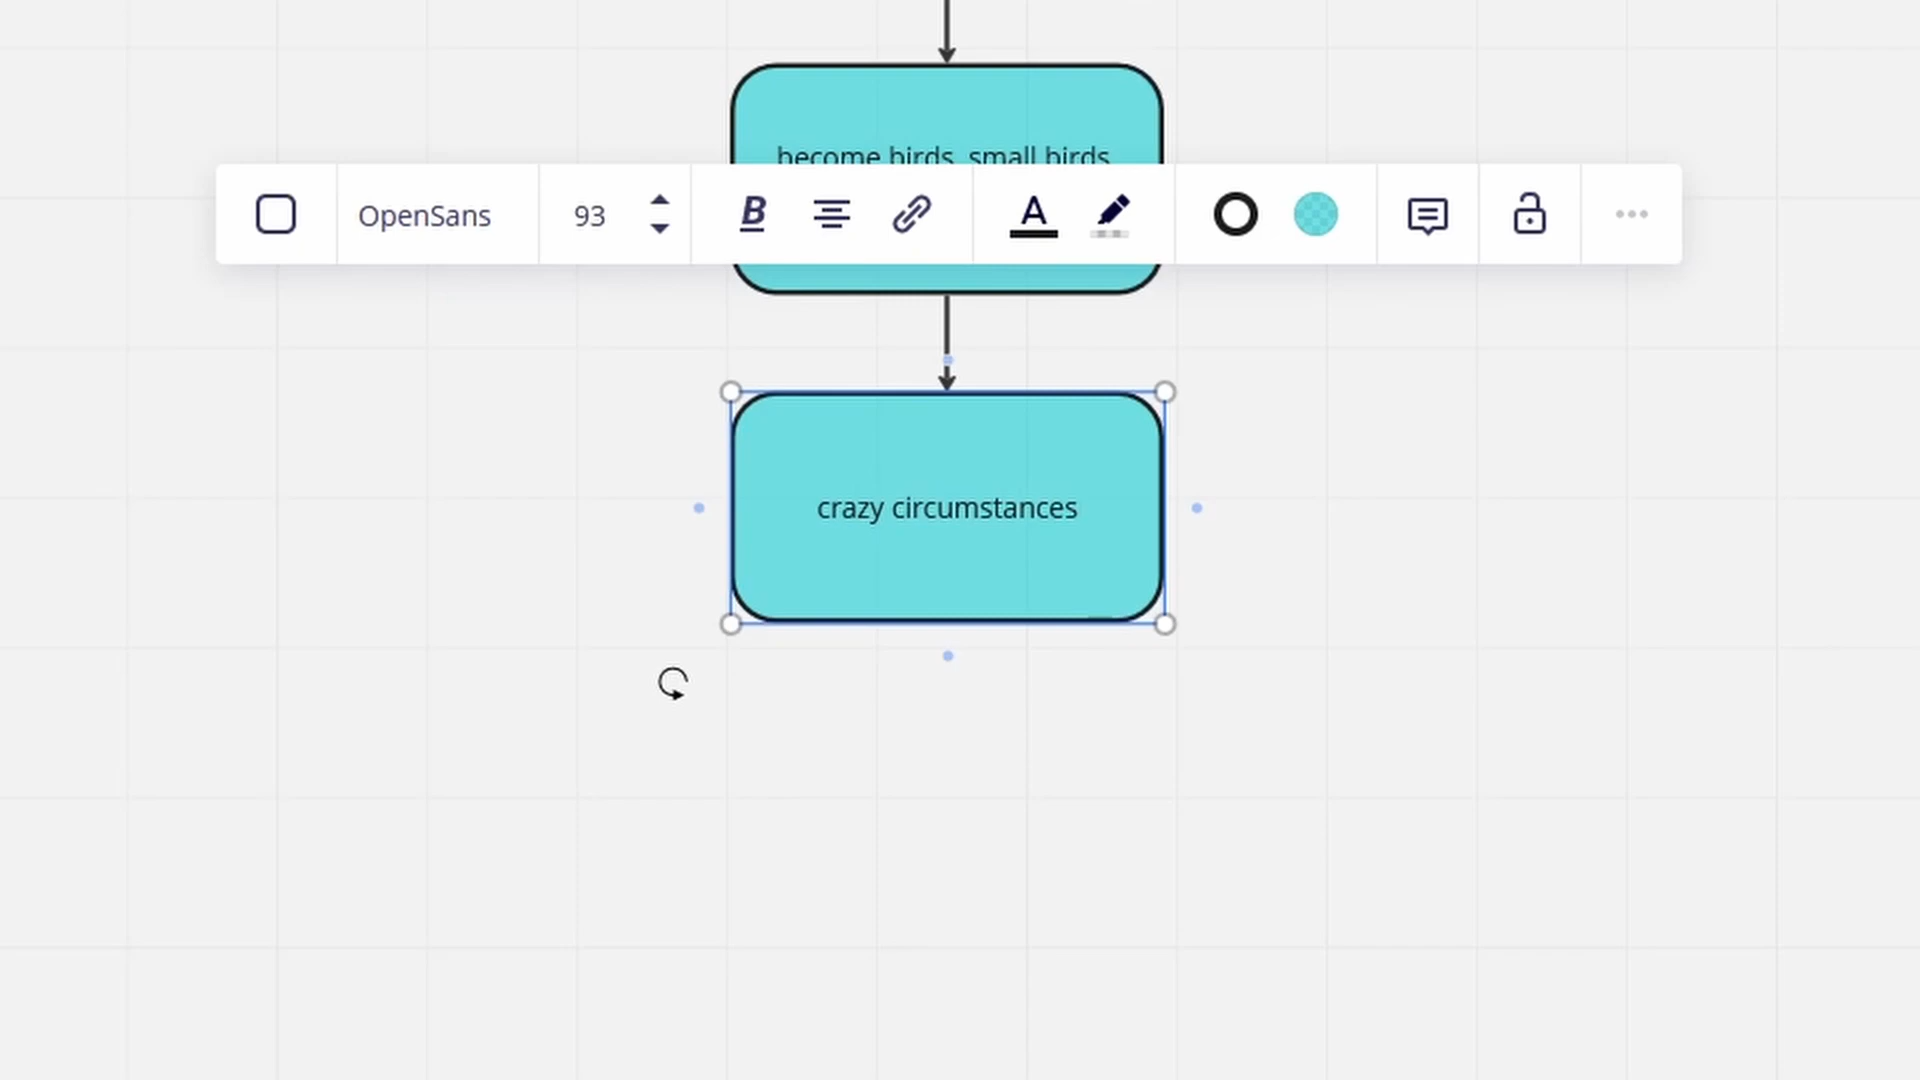 become birds, small birds
OpenSans
93
B
A
crazy circumstances